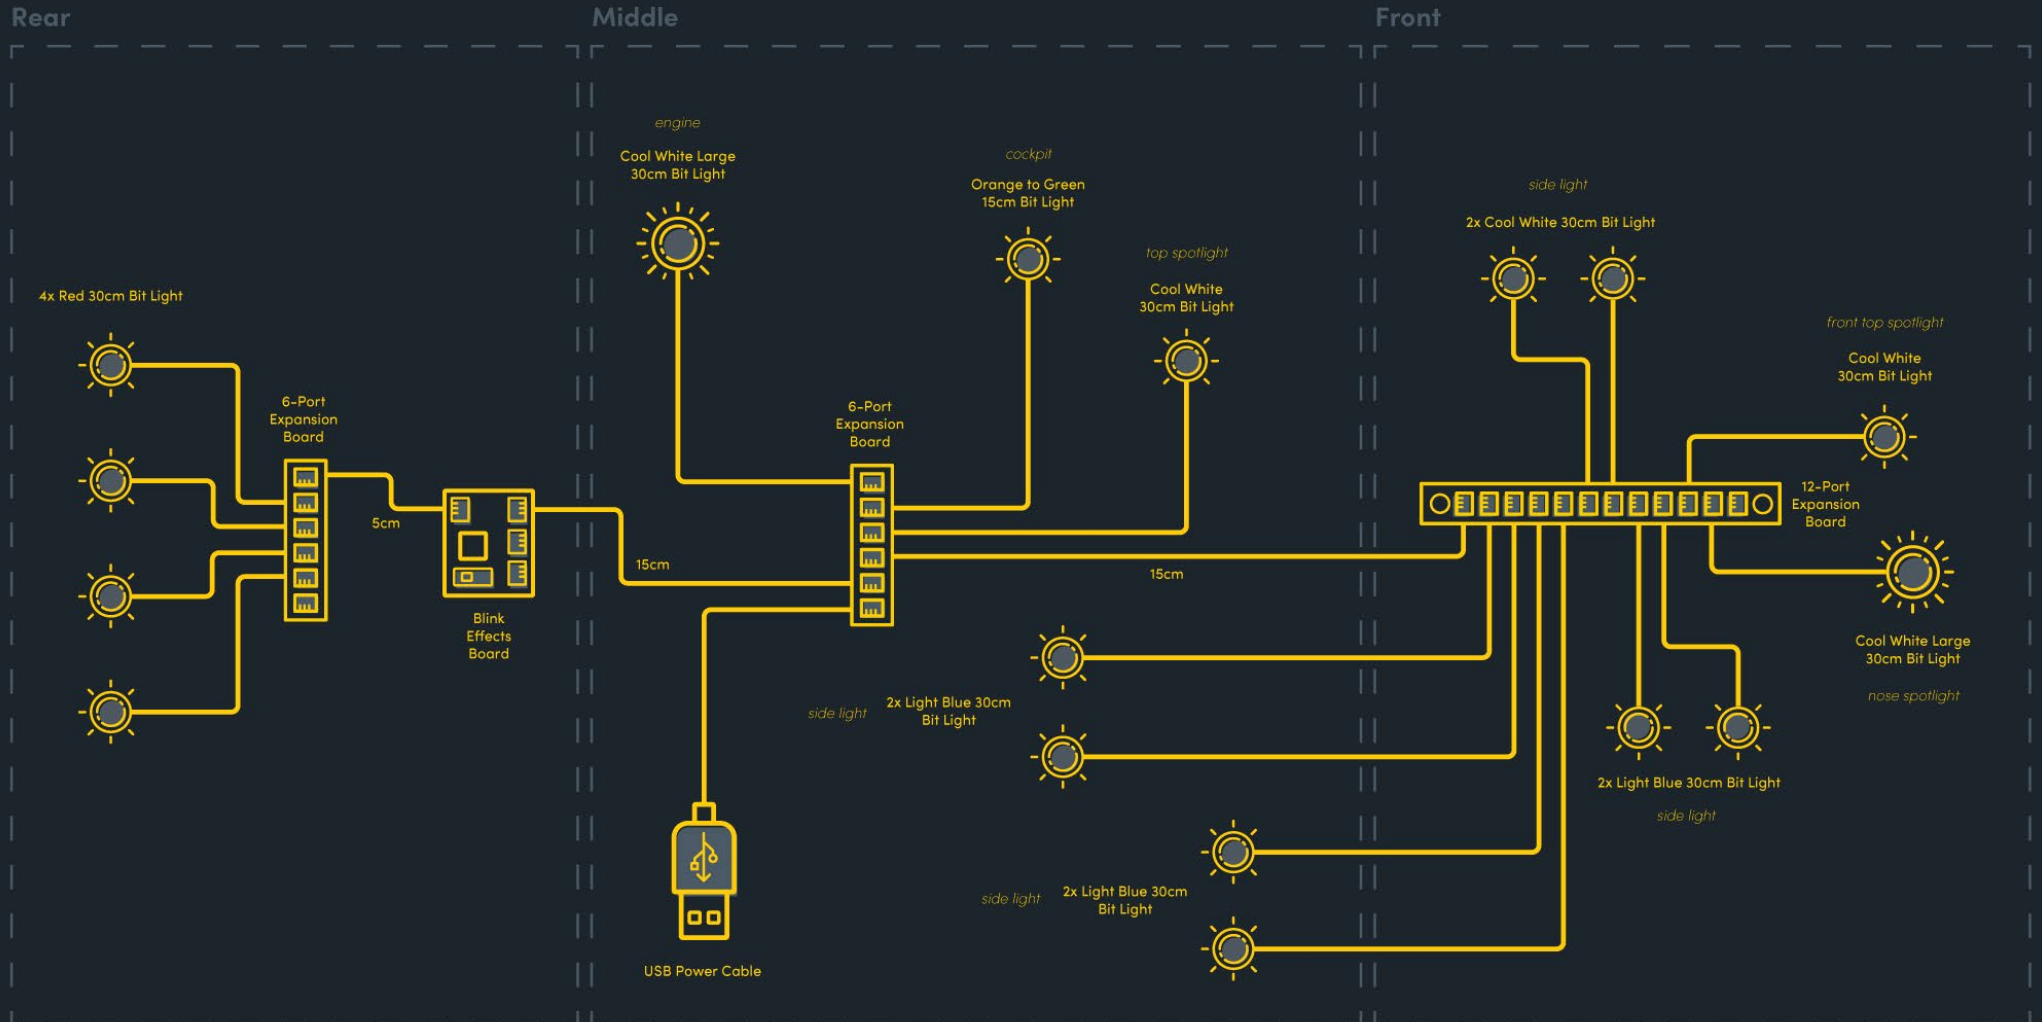 Rear
Middle
Front
engine
Cool White Large
30cm Bit Light
cockpit
Orange to Green
15cm Bit Light
top spotlight
Cool White
30cm Bit Light
side light
2x Cool White 30cm Bit Light
front top spotlight
Cool White
30cm Bit Light
4x Red 30cm Bit Light
6-Port
Expansion
Board
5cm
Blink
Effects
Board
15cm
6-Port
Expansion
Board
15cm
12-Port
Expansion
Board
Cool White Large
30cm Bit Light
nose spotlight
side light
2x Light Blue 30cm
Bit Light
2x Light Blue 30cm Bit Light
side light
side light
2x Light Blue 30cm
Bit Light
USB Power Cable